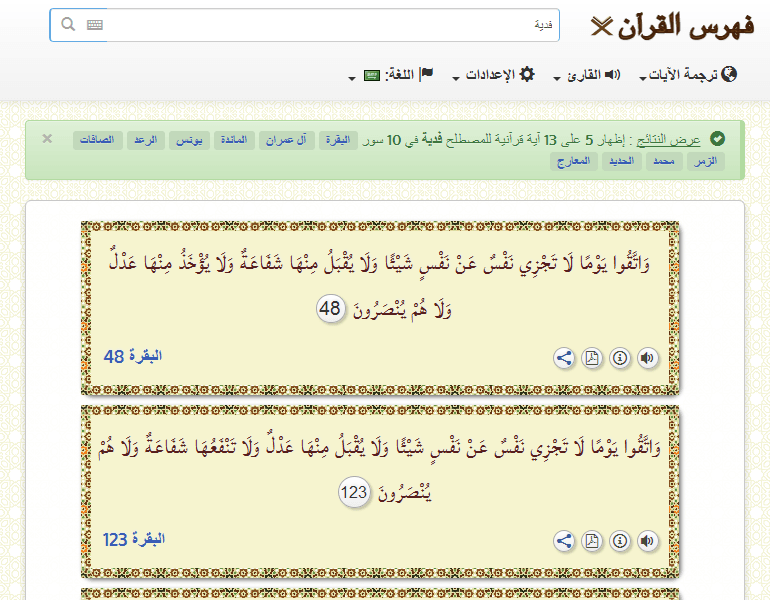 فهرس القرآن
فدية
ترجمة الآيات القارئ الإعدادات اللغة:
عرض النتائج : إظهار 5 على 13 آية قرآنية للمصطلح فدية في 10 سور البقرة آل عمران المائدة يونس الرعد الصافات ×
الزمر محمد الحديد المعارج
وَاتَّقُوا يَوْمًا لَا تَجْزِي نَفْسٌ عَنْ نَفْسٍ شَيْئًا وَلَا يُقْبَلُ مِنْهَا شَفَاعَةٌ وَلَا يُؤْخَذُ مِنْهَا عَدْلٌ
وَلَا هُمْ يُنْصَرُونَ 48
البقرة 48
وَاتَّقُوا يَوْمًا لَا تَجْزِي نَفْسٌ عَنْ نَفْسٍ شَيْئًا وَلَا يُقْبَلُ مِنْهَا عَدْلٌ وَلَا تَنْفَعُهَا شَفَاعَةٌ وَلَا هُمْ
يُنْصَرُونَ 123
البقرة 123